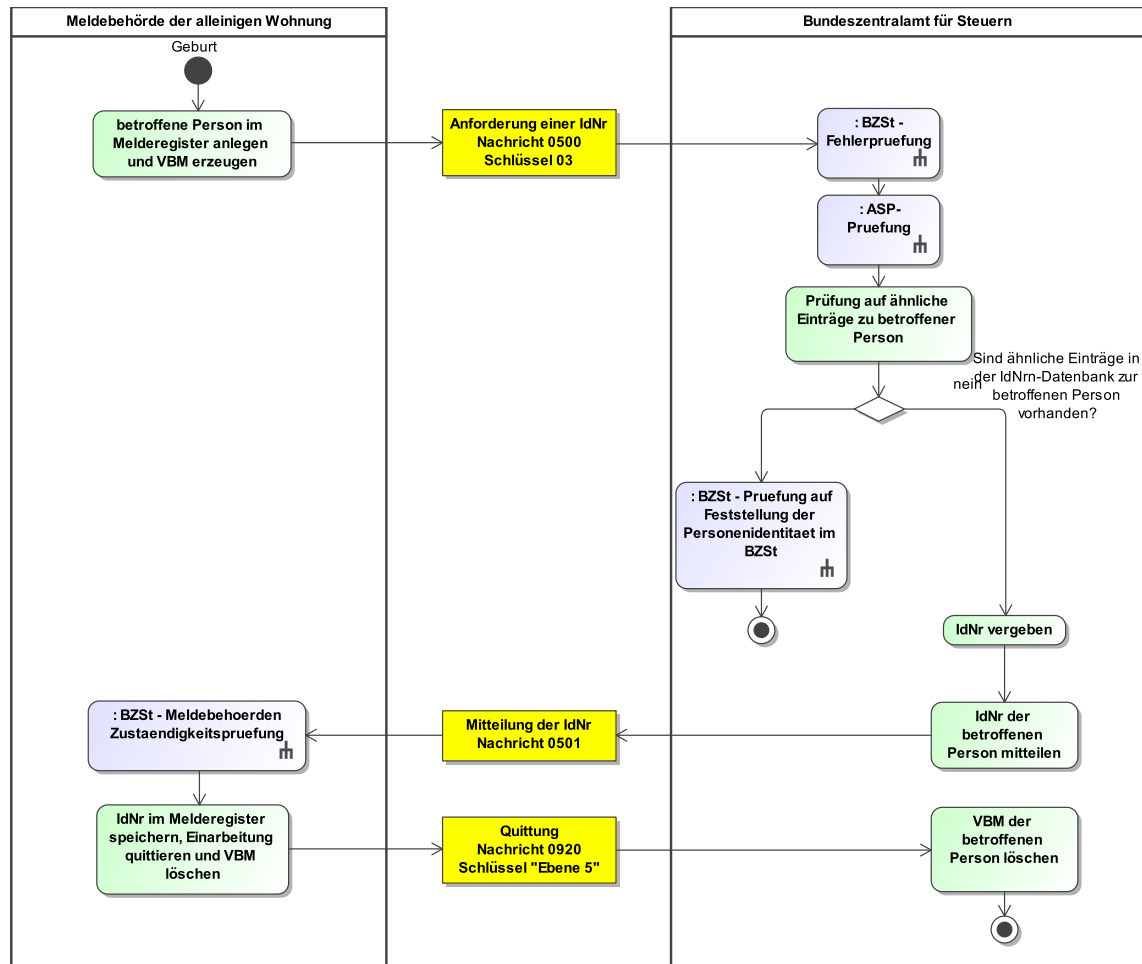 Meldebehörde der alleinigen Wohnung
Bundeszentralamt für Steuern
Geburt
betroffene Person im
Melderegister anlegen
und VBM erzeugen
Anforderung einer IdNr
Nachricht 0500
Schlüssel 03
: BZSt -
Fehlerpruefung
: ASP-
Pruefung
Prüfung auf ähnliche
Einträge zu betroffener
Person
Sind ähnliche Einträge in
der IdNrn-Datenbank zur
betroffenen Person
vorhanden?
nein
: BZSt - Pruefung auf
Feststellung der
Personenidentitaet im
BZSt
IdNr vergeben
IdNr der
betroffenen
Person mitteilen
Mitteilung der IdNr
Nachricht 0501
: BZSt - Meldebehoerden
Zustaendigkeitspruefung
IdNr im Melderegister
speichern, Einarbeitung
quittieren und VBM
löschen
Quittung
Nachricht 0920
Schlüssel "Ebene 5"
VBM der
betroffenen
Person löschen